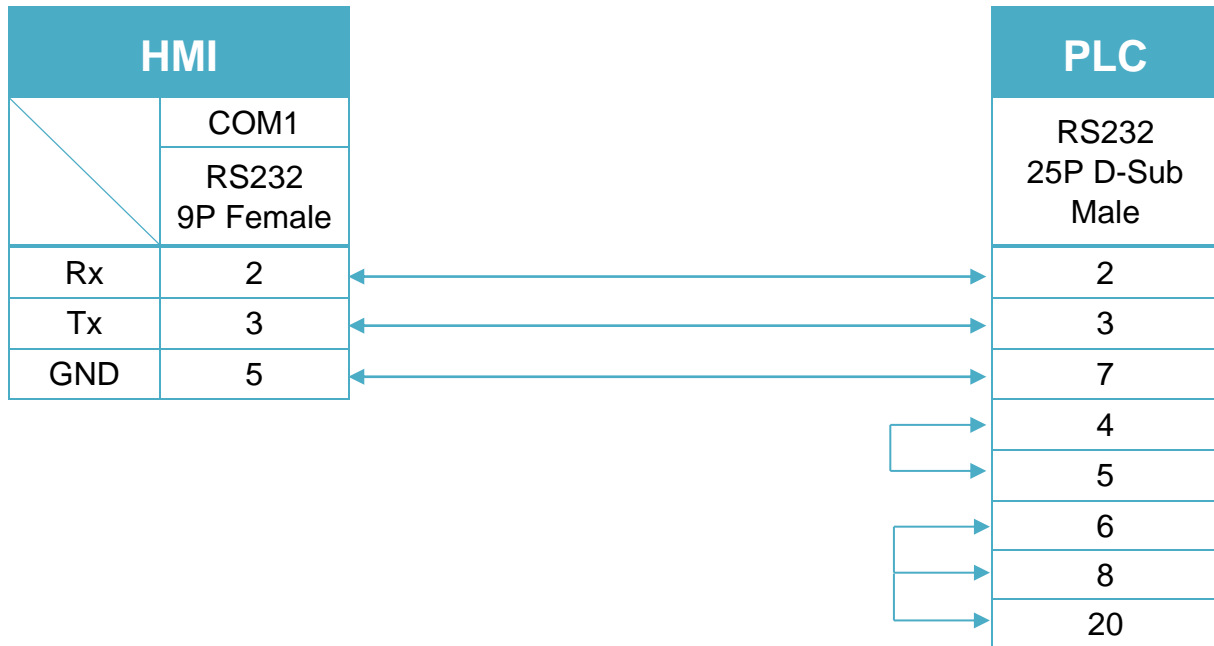 HMI
PLC
COM1
RS232
9P Female
RS232
25P D-Sub
Male
Rx 2 2
Tx 3 3
GND 5 7
4
5
6
8
20